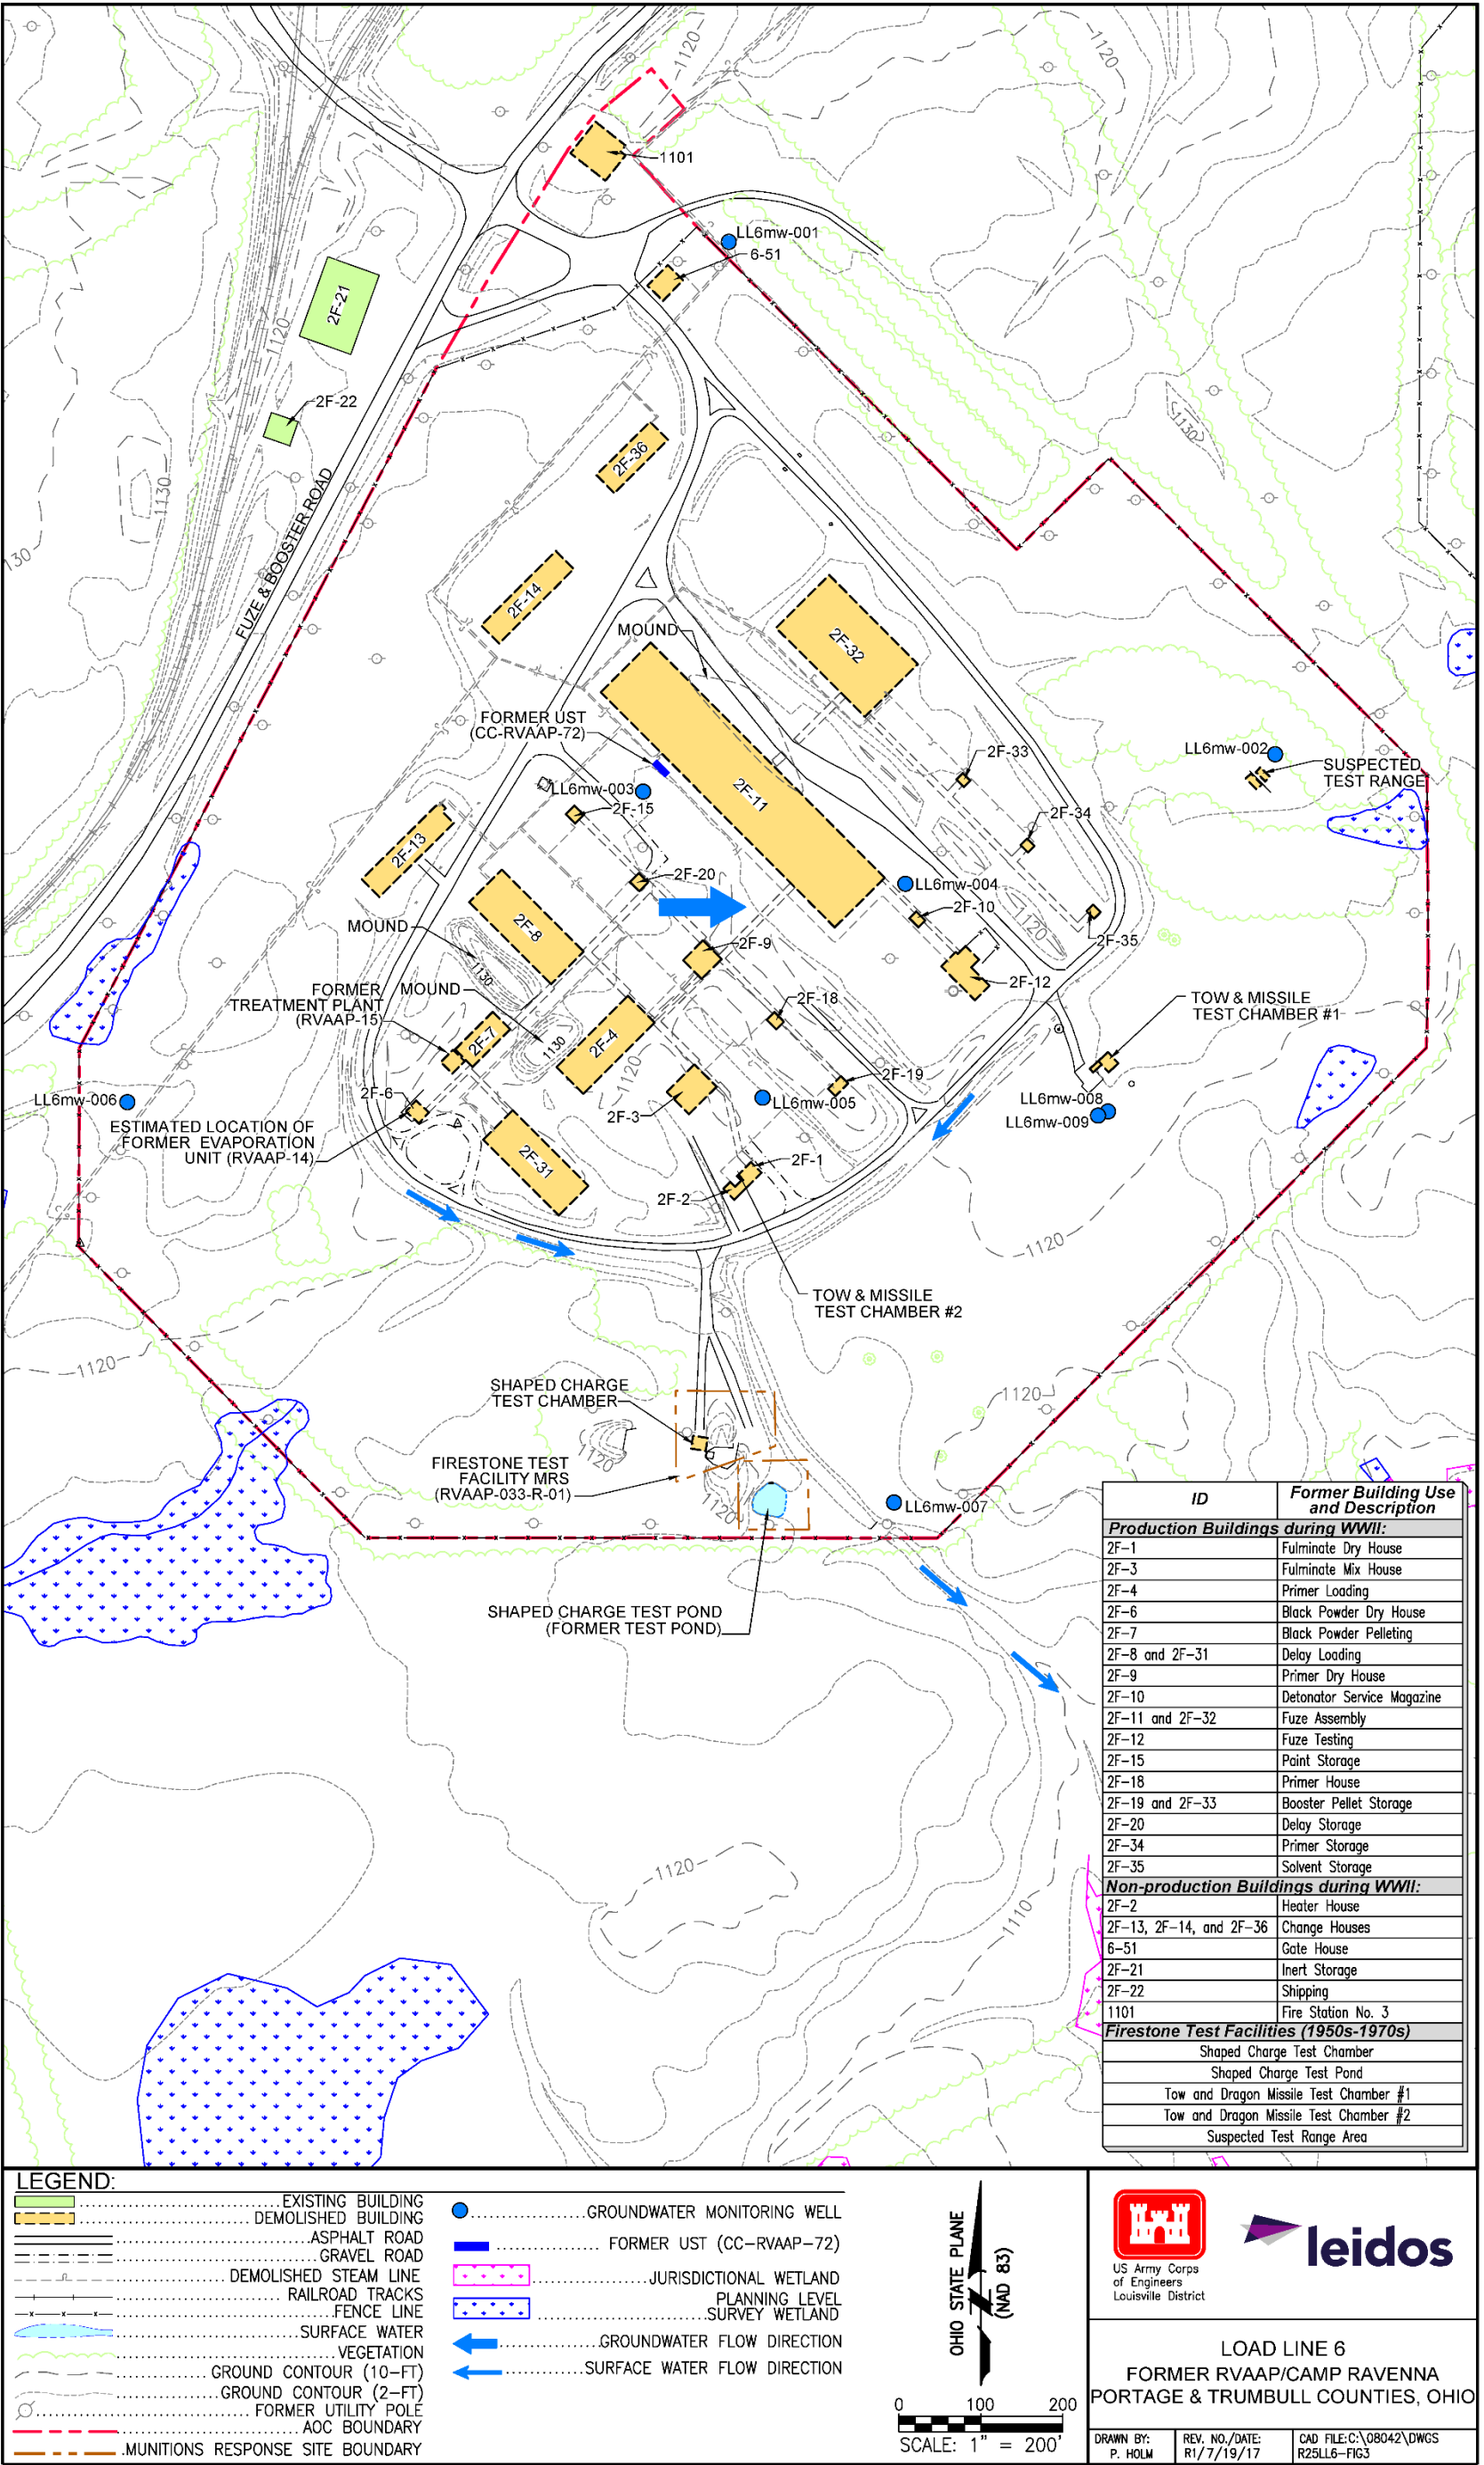 1120
1120
1101
LL6mw-001
6-51
2F-21
1120
2F-22
1130
2F-36
1130
130
FUZE & BOOSTER ROAD
2F-14
MOUND
2F-32
FORMER UST
(CC-RVAAP-72)
2F-33
LL6mw-002
SUSPECTED
TEST RANGE
LL6mw-003
2F-15
2F-11
2F-34
2F-13
2F-20
LL6mw-004
2F-10
1120
2F-35
MOUND
2F-8
2F-9
2F-12
1130
FORMER
TREATMENT PLANT
(RVAAP-15)
MOUND
2F-18
TOW & MISSILE
TEST CHAMBER #1
2F-7
1130
2F-4
1120
2F-19
2F-6
2F-3
LL6mw-005
LL6mw-008
LL6mw-009
LL6mw-006
ESTIMATED LOCATION OF
FORMER EVAPORATION
UNIT (RVAAP-14)
2F-31
2F-1
2F-2
1120
TOW & MISSILE
TEST CHAMBER #2
1120
SHAPED CHARGE
TEST CHAMBER
1120
1120
FIRESTONE TEST
FACILITY MRS
(RVAAP-033-R-01)
1120
LL6mw-007
SHAPED CHARGE TEST POND
(FORMER TEST POND)
1120
1110
ID Former Building Use
and Description
Production Buildings during WWII:
2F-1 Fulminate Dry House
2F-3 Fulminate Mix House
2F-4 Primer Loading
2F-6 Black Powder Dry House
2F-7 Black Powder Pelleting
2F-8 and 2F-31 Delay Loading
2F-9 Primer Dry House
2F-10 Detonator Service Magazine
2F-11 and 2F-32 Fuze Assembly
2F-12 Fuze Testing
2F-15 Paint Storage
2F-18 Primer House
2F-19 and 2F-33 Booster Pellet Storage
2F-20 Delay Storage
2F-34 Primer Storage
2F-35 Solvent Storage
Non-production Buildings during WWII:
2F-2 Heater House
2F-13, 2F-14, and 2F-36 Change Houses
6-51 Gate House
2F-21 Inert Storage
2F-22 Shipping
1101 Fire Station No. 3
Firestone Test Facilities (1950s-1970s)
Shaped Charge Test Chamber
Shaped Charge Test Pond
Tow and Dragon Missile Test Chamber #1
Tow and Dragon Missile Test Chamber #2
Suspected Test Range Area
LEGEND:
EXISTING BUILDING
DEMOLISHED BUILDING
ASPHALT ROAD
GRAVEL ROAD
DEMOLISHED STEAM LINE
RAILROAD TRACKS
FENCE LINE
SURFACE WATER
VEGETATION
GROUND CONTOUR (10-FT)
GROUND CONTOUR (2-FT)
FORMER UTILITY POLE
AOC BOUNDARY
MUNITIONS RESPONSE SITE BOUNDARY
GROUNDWATER MONITORING WELL
FORMER UST (CC-RVAAP-72)
JURISDICTIONAL WETLAND
PLANNING LEVEL
SURVEY WETLAND
GROUNDWATER FLOW DIRECTION
SURFACE WATER FLOW DIRECTION
OHIO STATE PLANE
(NAD 83)
N
0 100 200
SCALE: 1" = 200'
US Army Corps
of Engineers
Louisville District
leidos
LOAD LINE 6
FORMER RVAAP/CAMP RAVENNA
PORTAGE & TRUMBULL COUNTIES, OHIO
DRAWN BY:
P. HOLM
REV. NO./DATE:
R1/7/19/17
CAD FILE:C:\08042\DWGS
R25LL6-FIG3